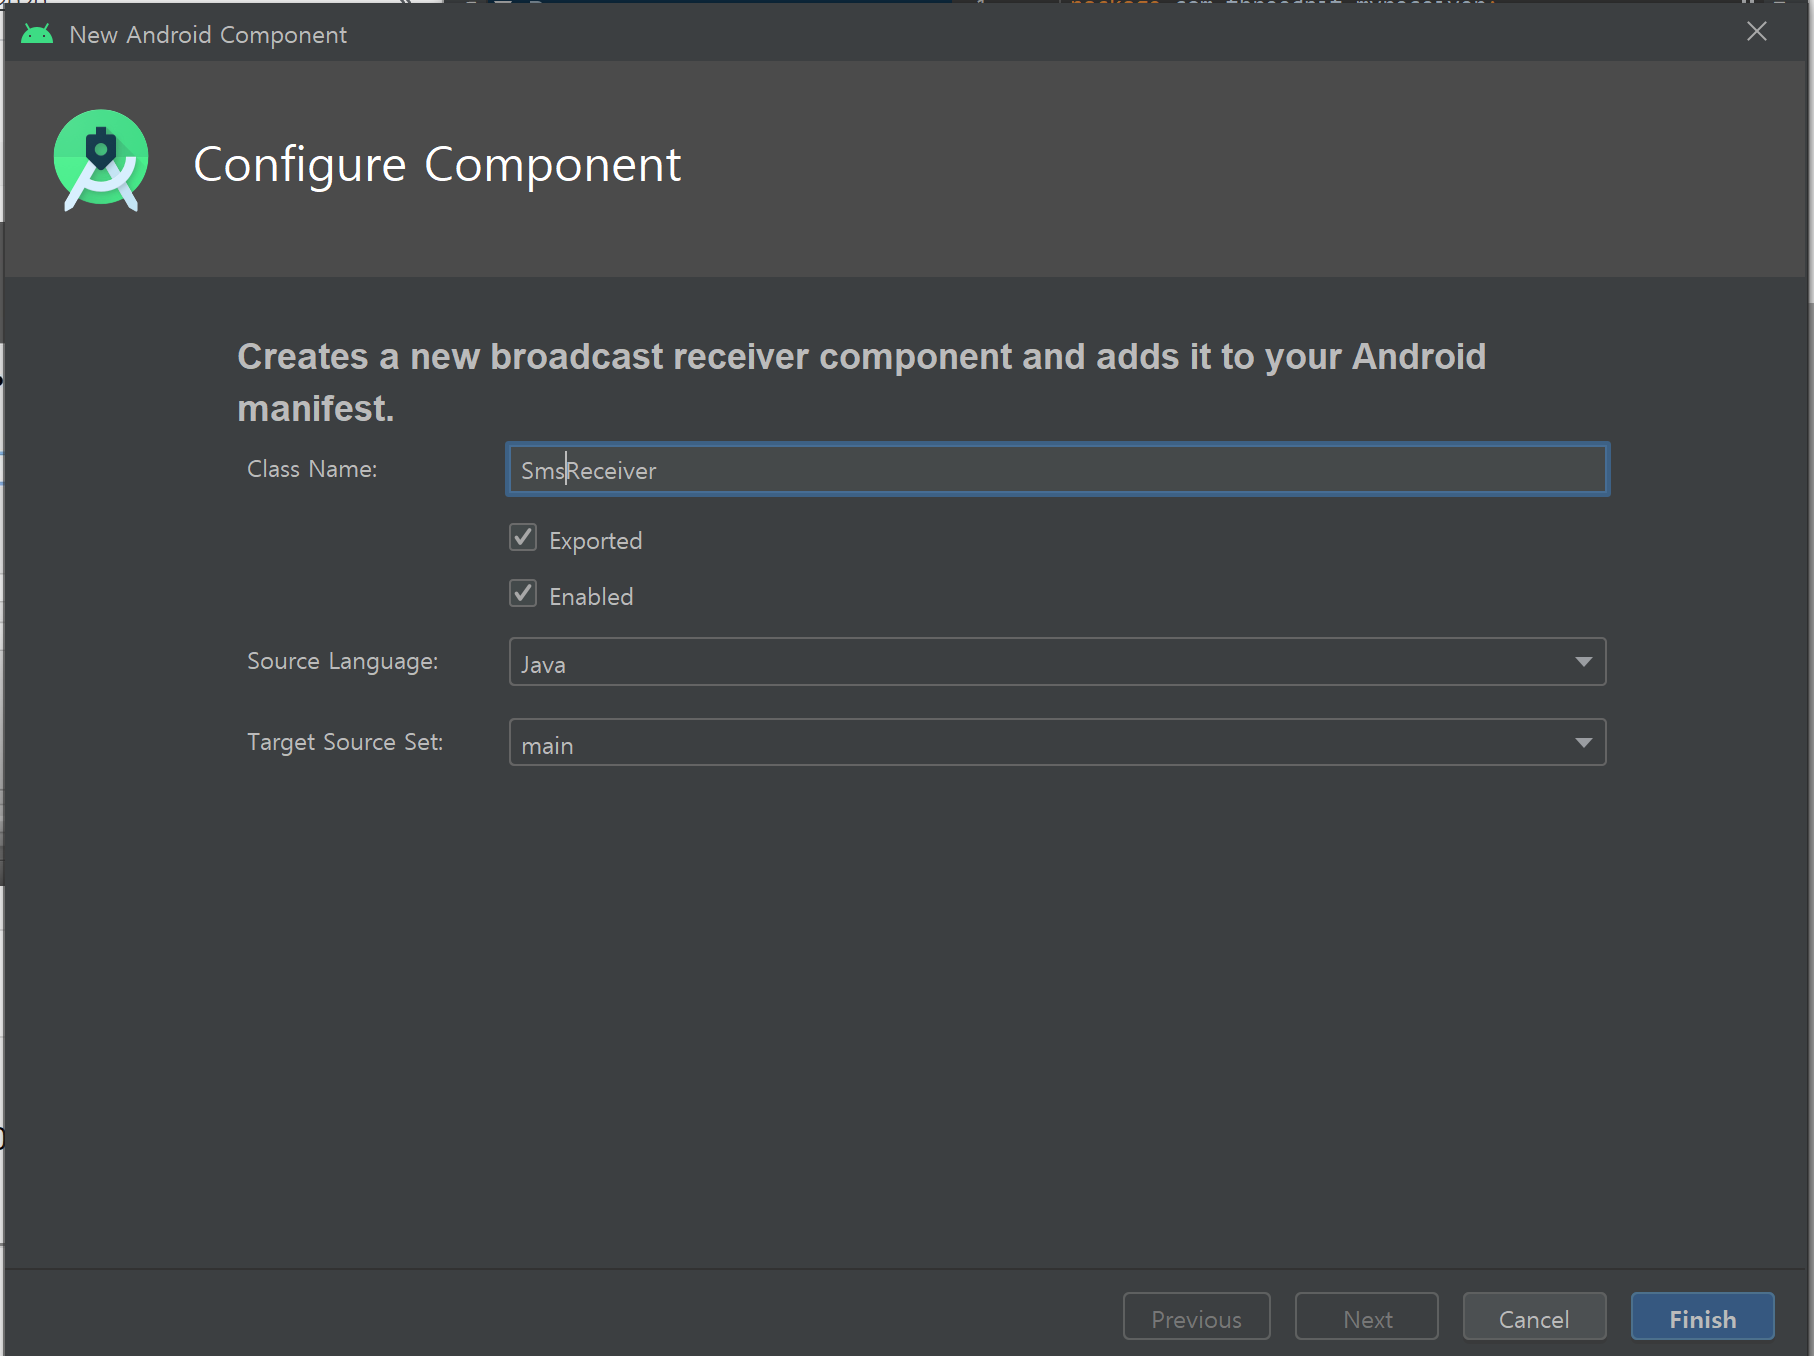 New Android Component
Configure Component
Creates a new broadcast receiver component and adds it to your Android
manifest.
Class Name:
SmsReceiver
Exported
Enabled
Source Language:
Java
Target Source Set:
main
Previous
Next
Cancel
Finish